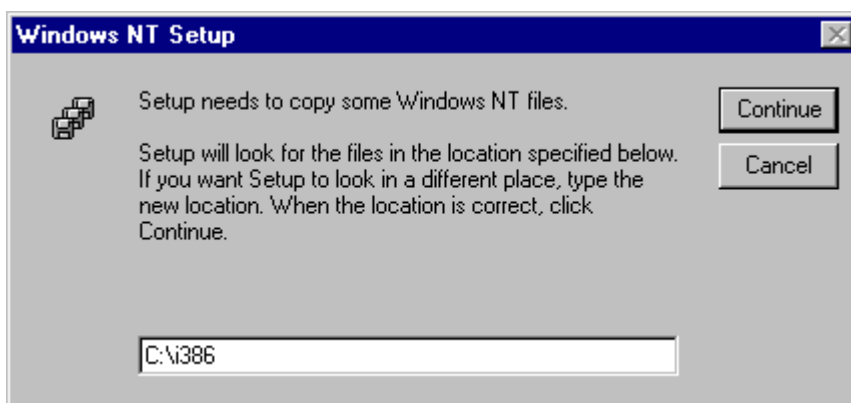 Windows NT Setup
Setup needs to copy some Windows NT files.
Continue
Setup will look for the files in the location specified below.
If you want Setup to look in a different place, type the
new location. When the location is correct, click
Continue.
Cancel
C:\i386